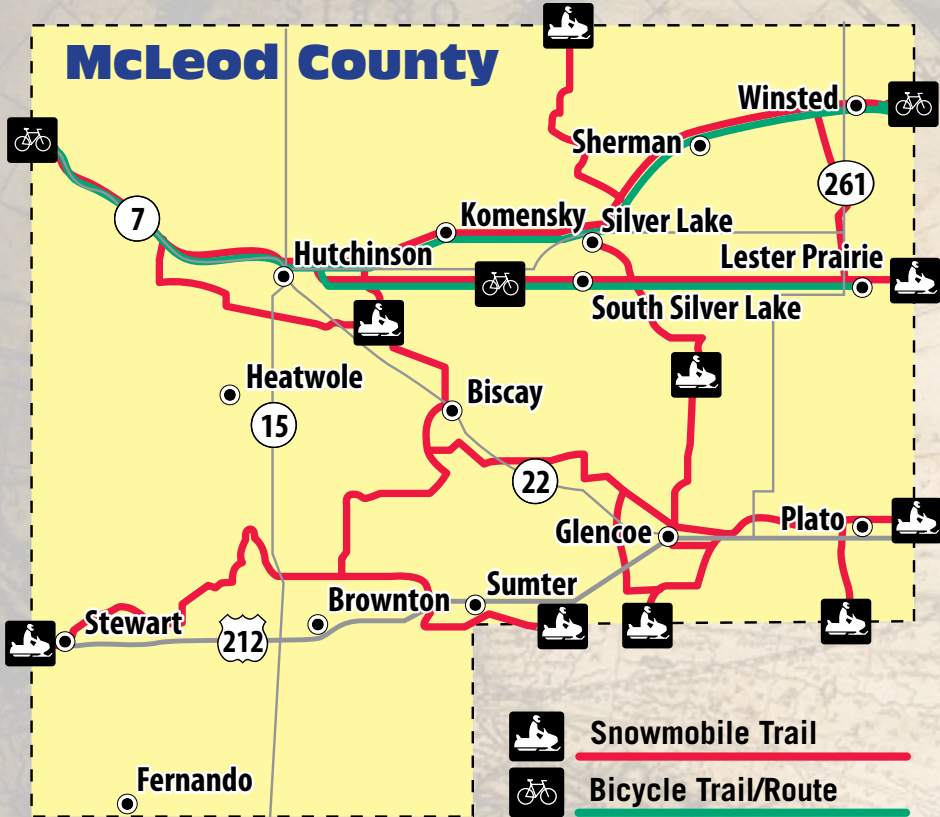 McLeod County
Winsted
Sherman
261
7
Komensky
Silver Lake
Hutchinson
Lester Prairie
South Silver Lake
Heatwole
Biscay
15
22
Glencoe
Plato
Sumter
Brownton
Stewart
212
Snowmobile Trail
Fernando
Bicycle Trail/Route